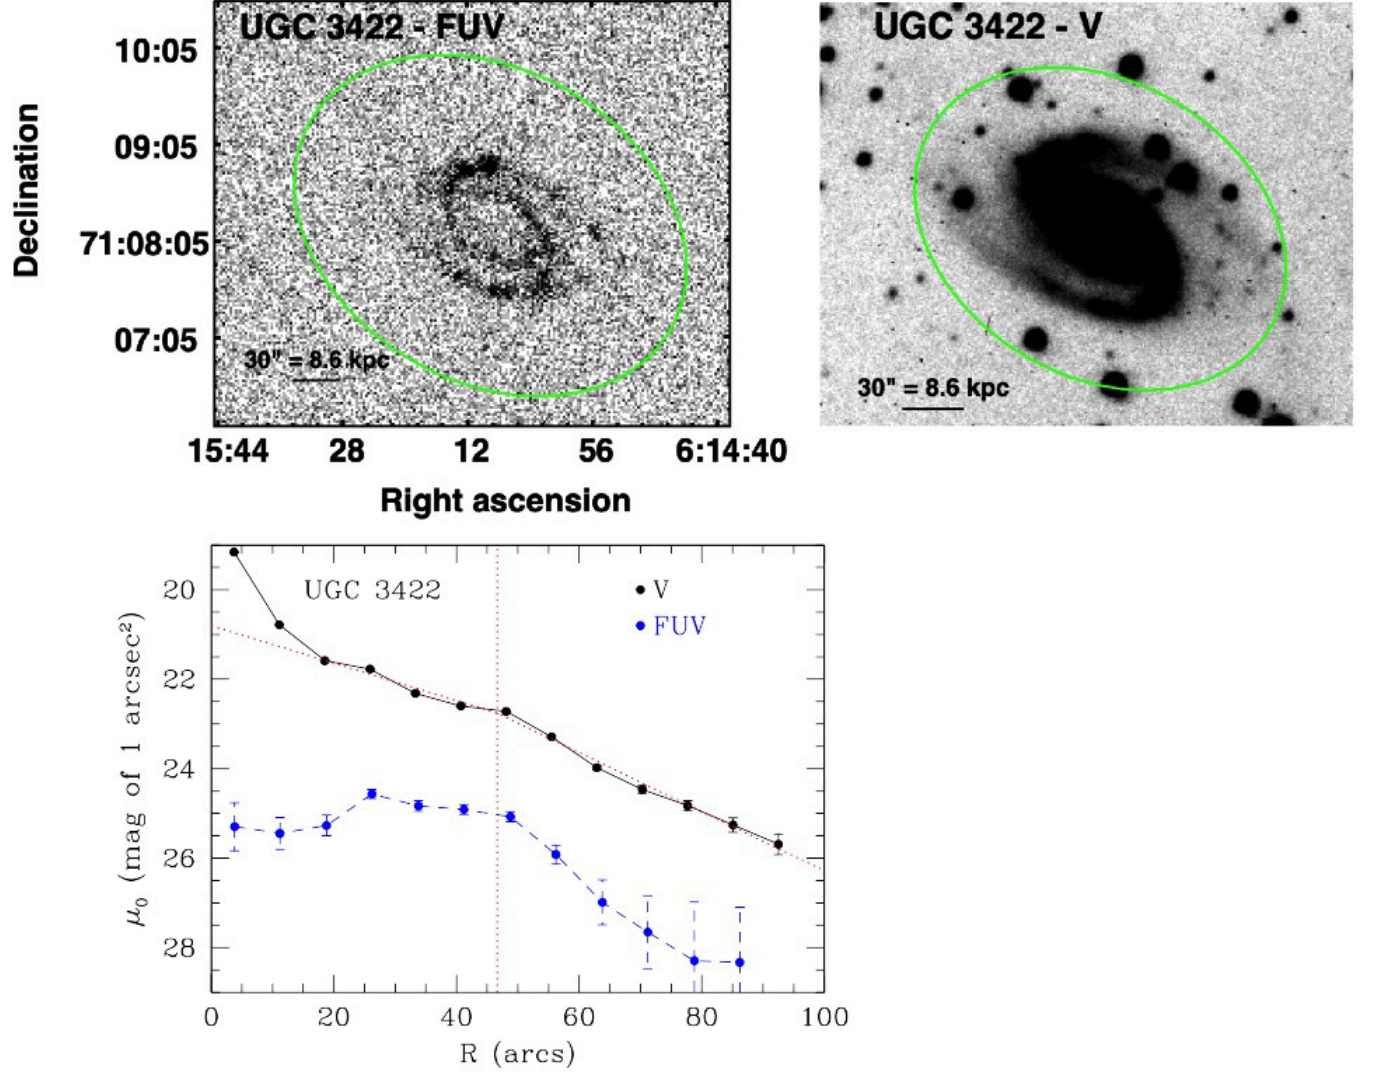 UGC 3422 - FUV
UGC 3422 - V
Declination
10:05
09:05
71:08:05
07:05
30" = 8.6 kpc
30" = 8.6 kpc
15:44 28 12 56 6:14:40
Right ascension
UGC 3422
V
FUV
μ₀ (mag of 1 arcsec²)
20
22
24
26
28
0 20 40 60 80 100
R (arcs)